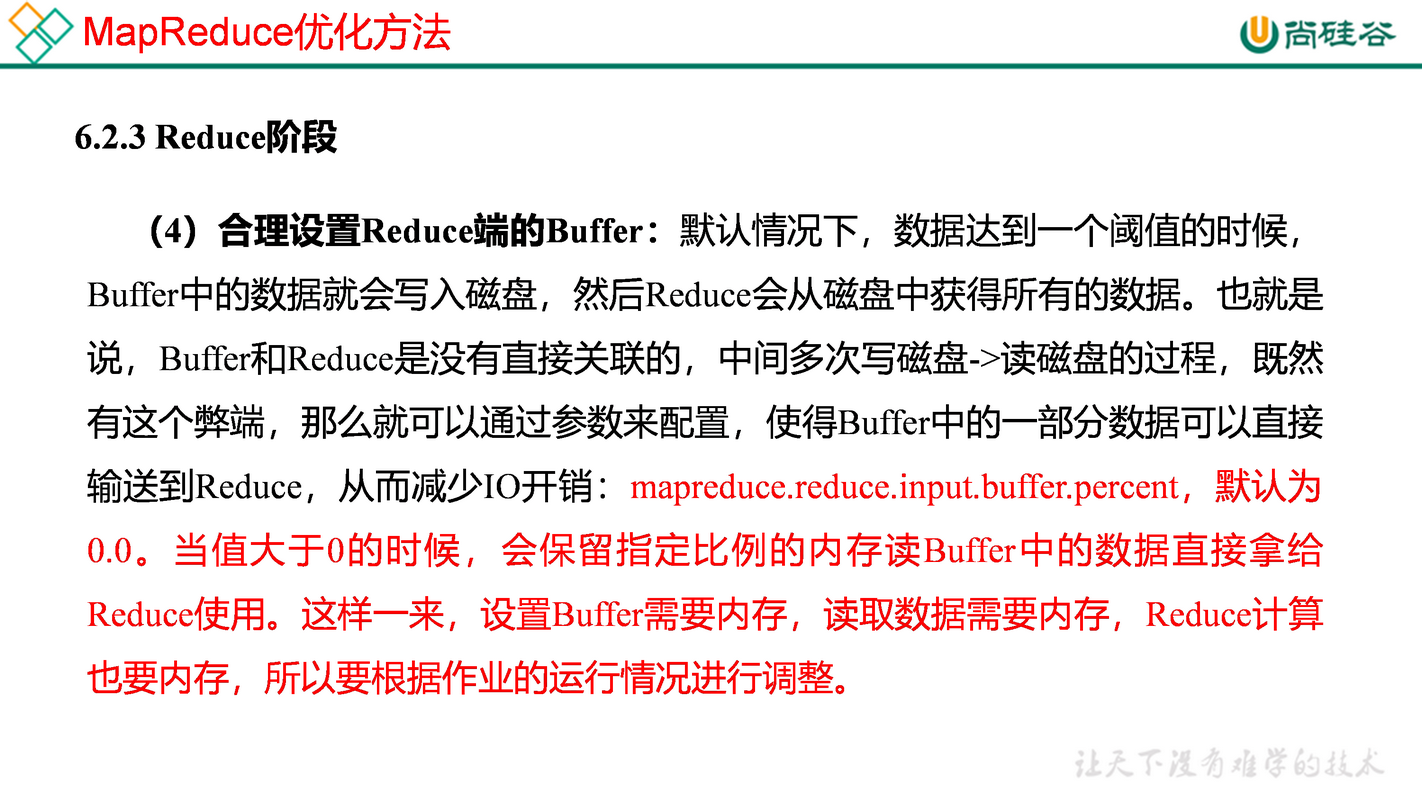 MapReduce优化方法
尚硅谷
6.2.3 Reduce阶段
（4）合理设置Reduce端的Buffer：默认情况下，数据达到一个阈值的时候，
Buffer中的数据就会写入磁盘，然后Reduce会从磁盘中获得所有的数据。也就是
说，Buffer和Reduce是没有直接关联的，中间多次写磁盘->读磁盘的过程，既然
有这个弊端，那么就可以通过参数来配置，使得Buffer中的一部分数据可以直接
输送到Reduce，从而减少IO开销：mapreduce.reduce.input.buffer.percent，默认为
0.0。当值大于0的时候，会保留指定比例的内存读Buffer中的数据直接拿给
Reduce使用。这样一来，设置Buffer需要内存，读取数据需要内存，Reduce计算
也要内存，所以要根据作业的运行情况进行调整。
让天下没有难学的技术